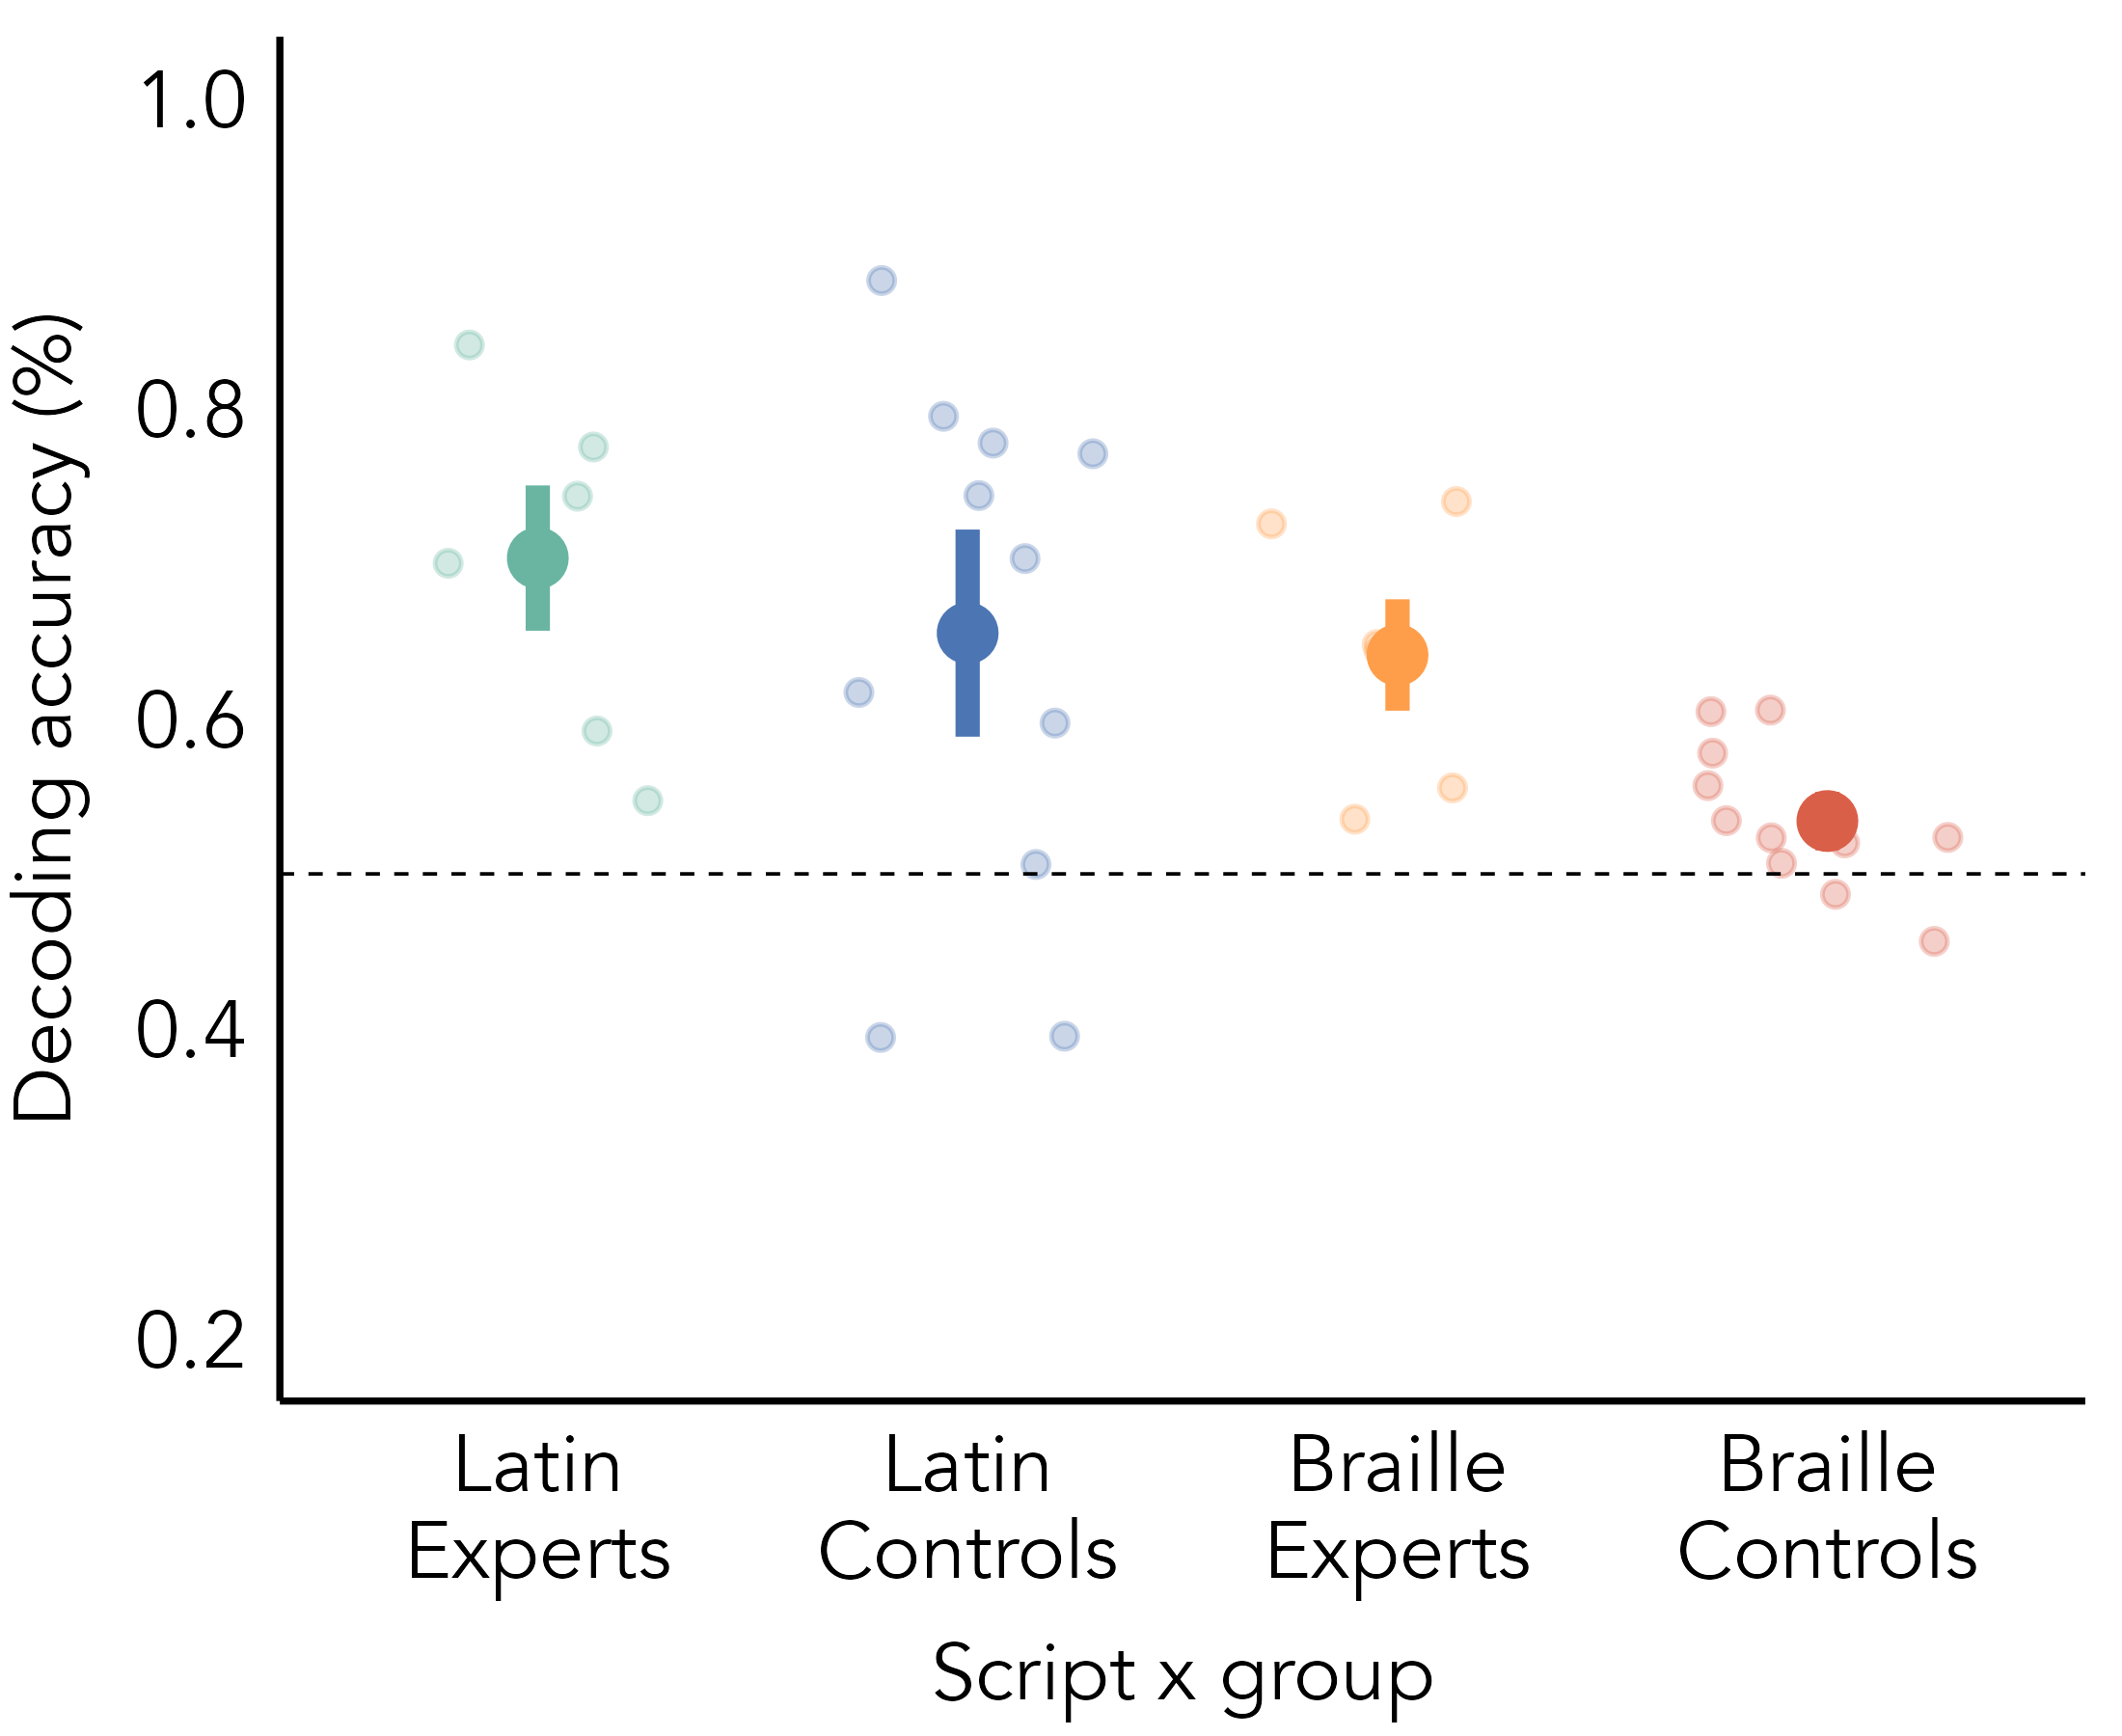 Decoding accuracy (%)
1.0
0.8
0.6
0.4
0.2
Latin
Experts
Latin
Controls
Braille
Experts
Braille
Controls
Script x group